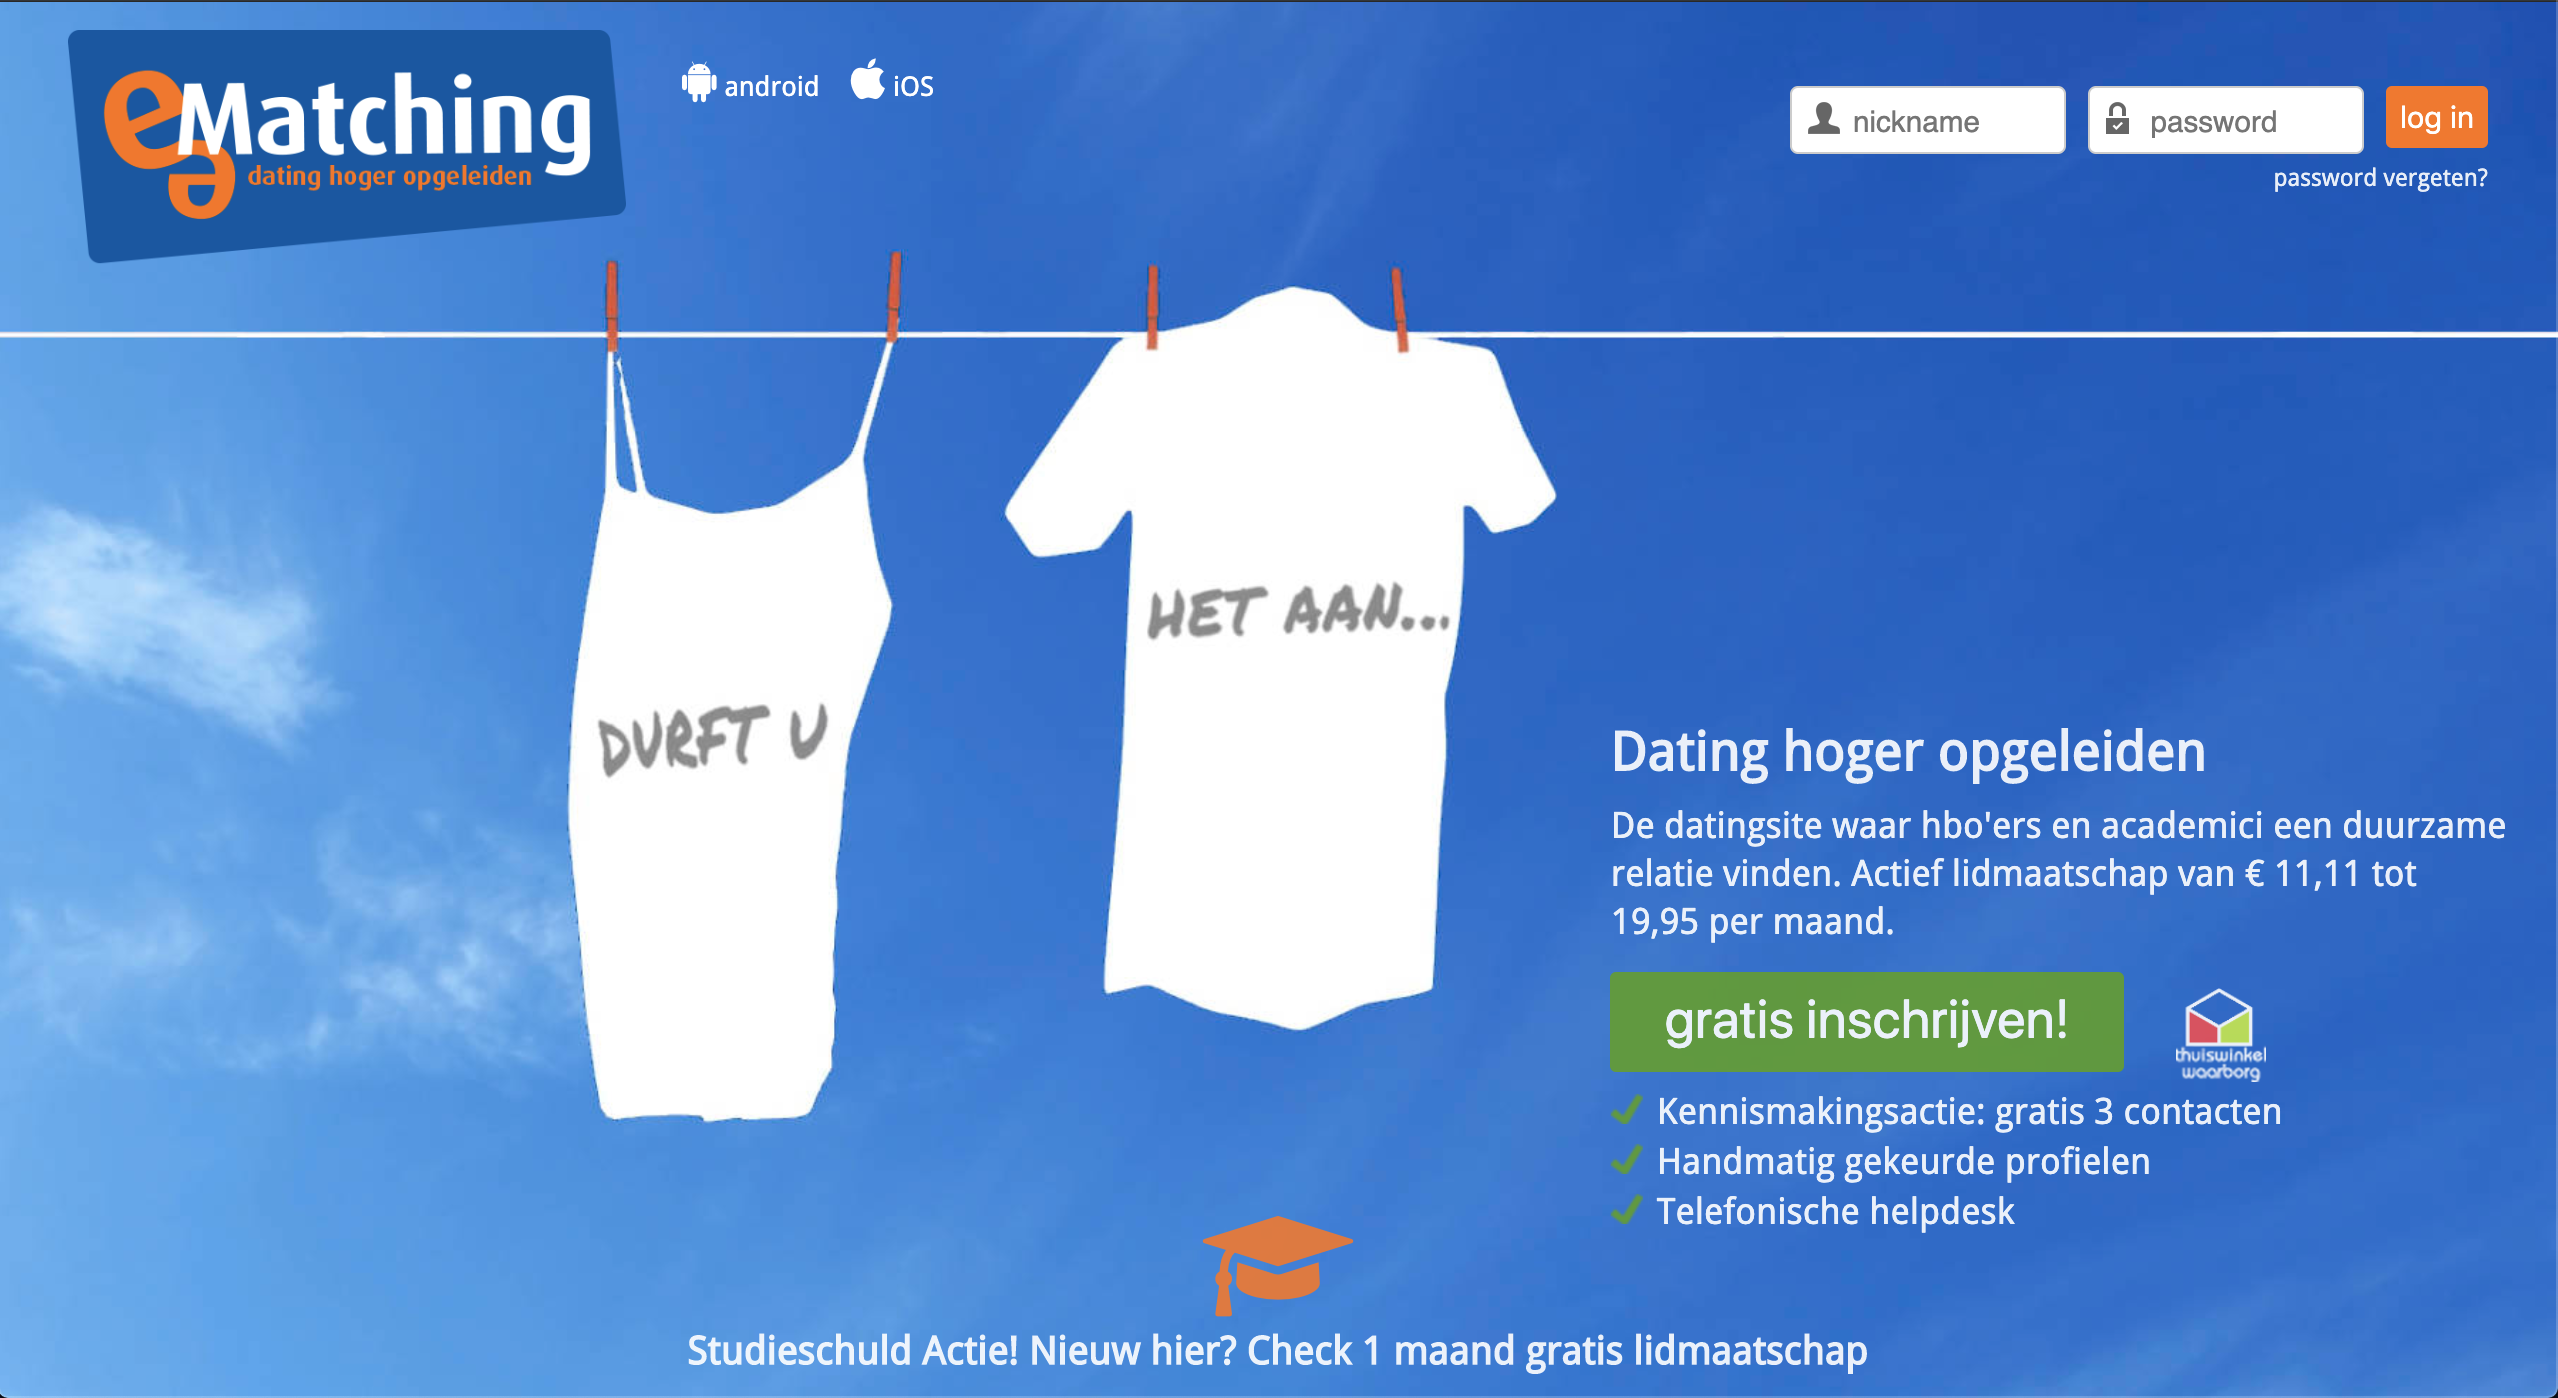 eMatching
dating hoger opgeleiden
android
iOS
nickname
password
log in
password vergeten?
DURFT U
HET AAN...
Dating hoger opgeleiden
De datingsite waar hbo'ers en academici een duurzame
relatie vinden. Actief lidmaatschap van € 11,11 tot
19,95 per maand.
gratis inschrijven!
thuiswinkel
waarborg
Kennismakingsactie: gratis 3 contacten
Handmatig gekeurde profielen
Telefonische helpdesk
Studieschuld Actie! Nieuw hier? Check 1 maand gratis lidmaatschap